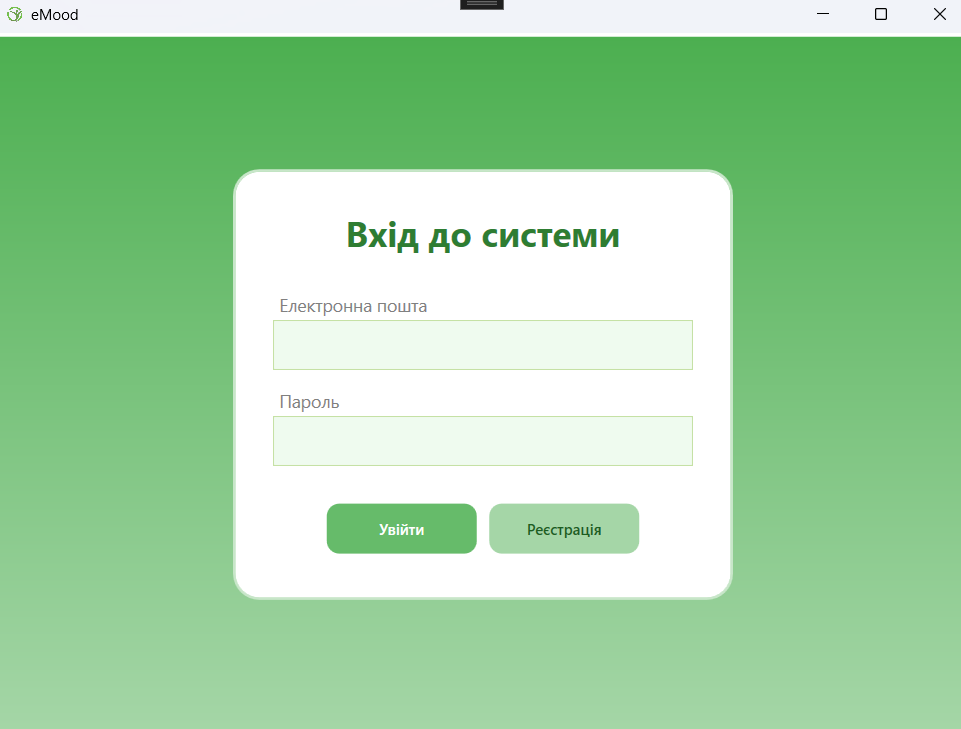 eMood
Вхід до системи
Електронна пошта
Пароль
Увійти
Реєстрація